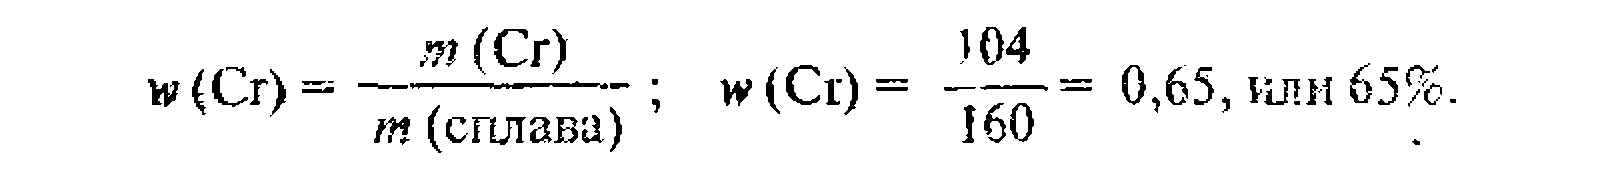 w (Cr) = m (Cr) / m (сплава) ; w (Cr) = 104 / 160 = 0,65, или 65%.